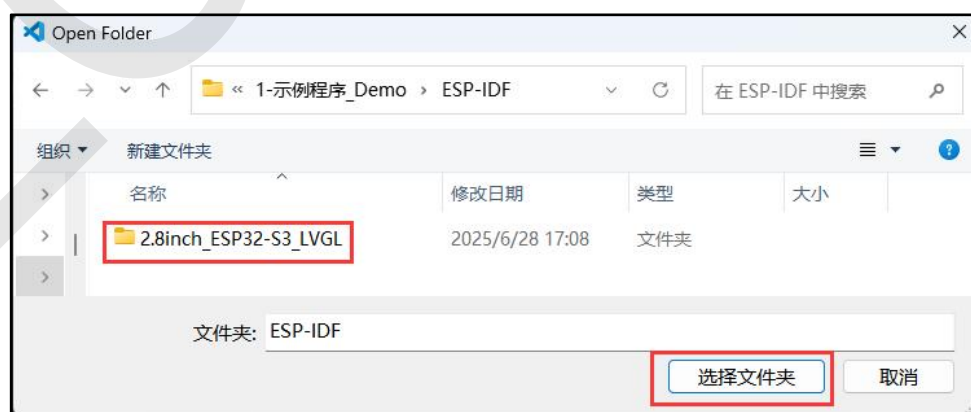 Open Folder
« 1-示例程序_Demo › ESP-IDF
在 ESP-IDF 中搜索
组织 新建文件夹
名称 修改日期 类型 大小
2.8inch_ESP32-S3_LVGL 2025/6/28 17:08 文件夹
文件夹: ESP-IDF
选择文件夹 取消